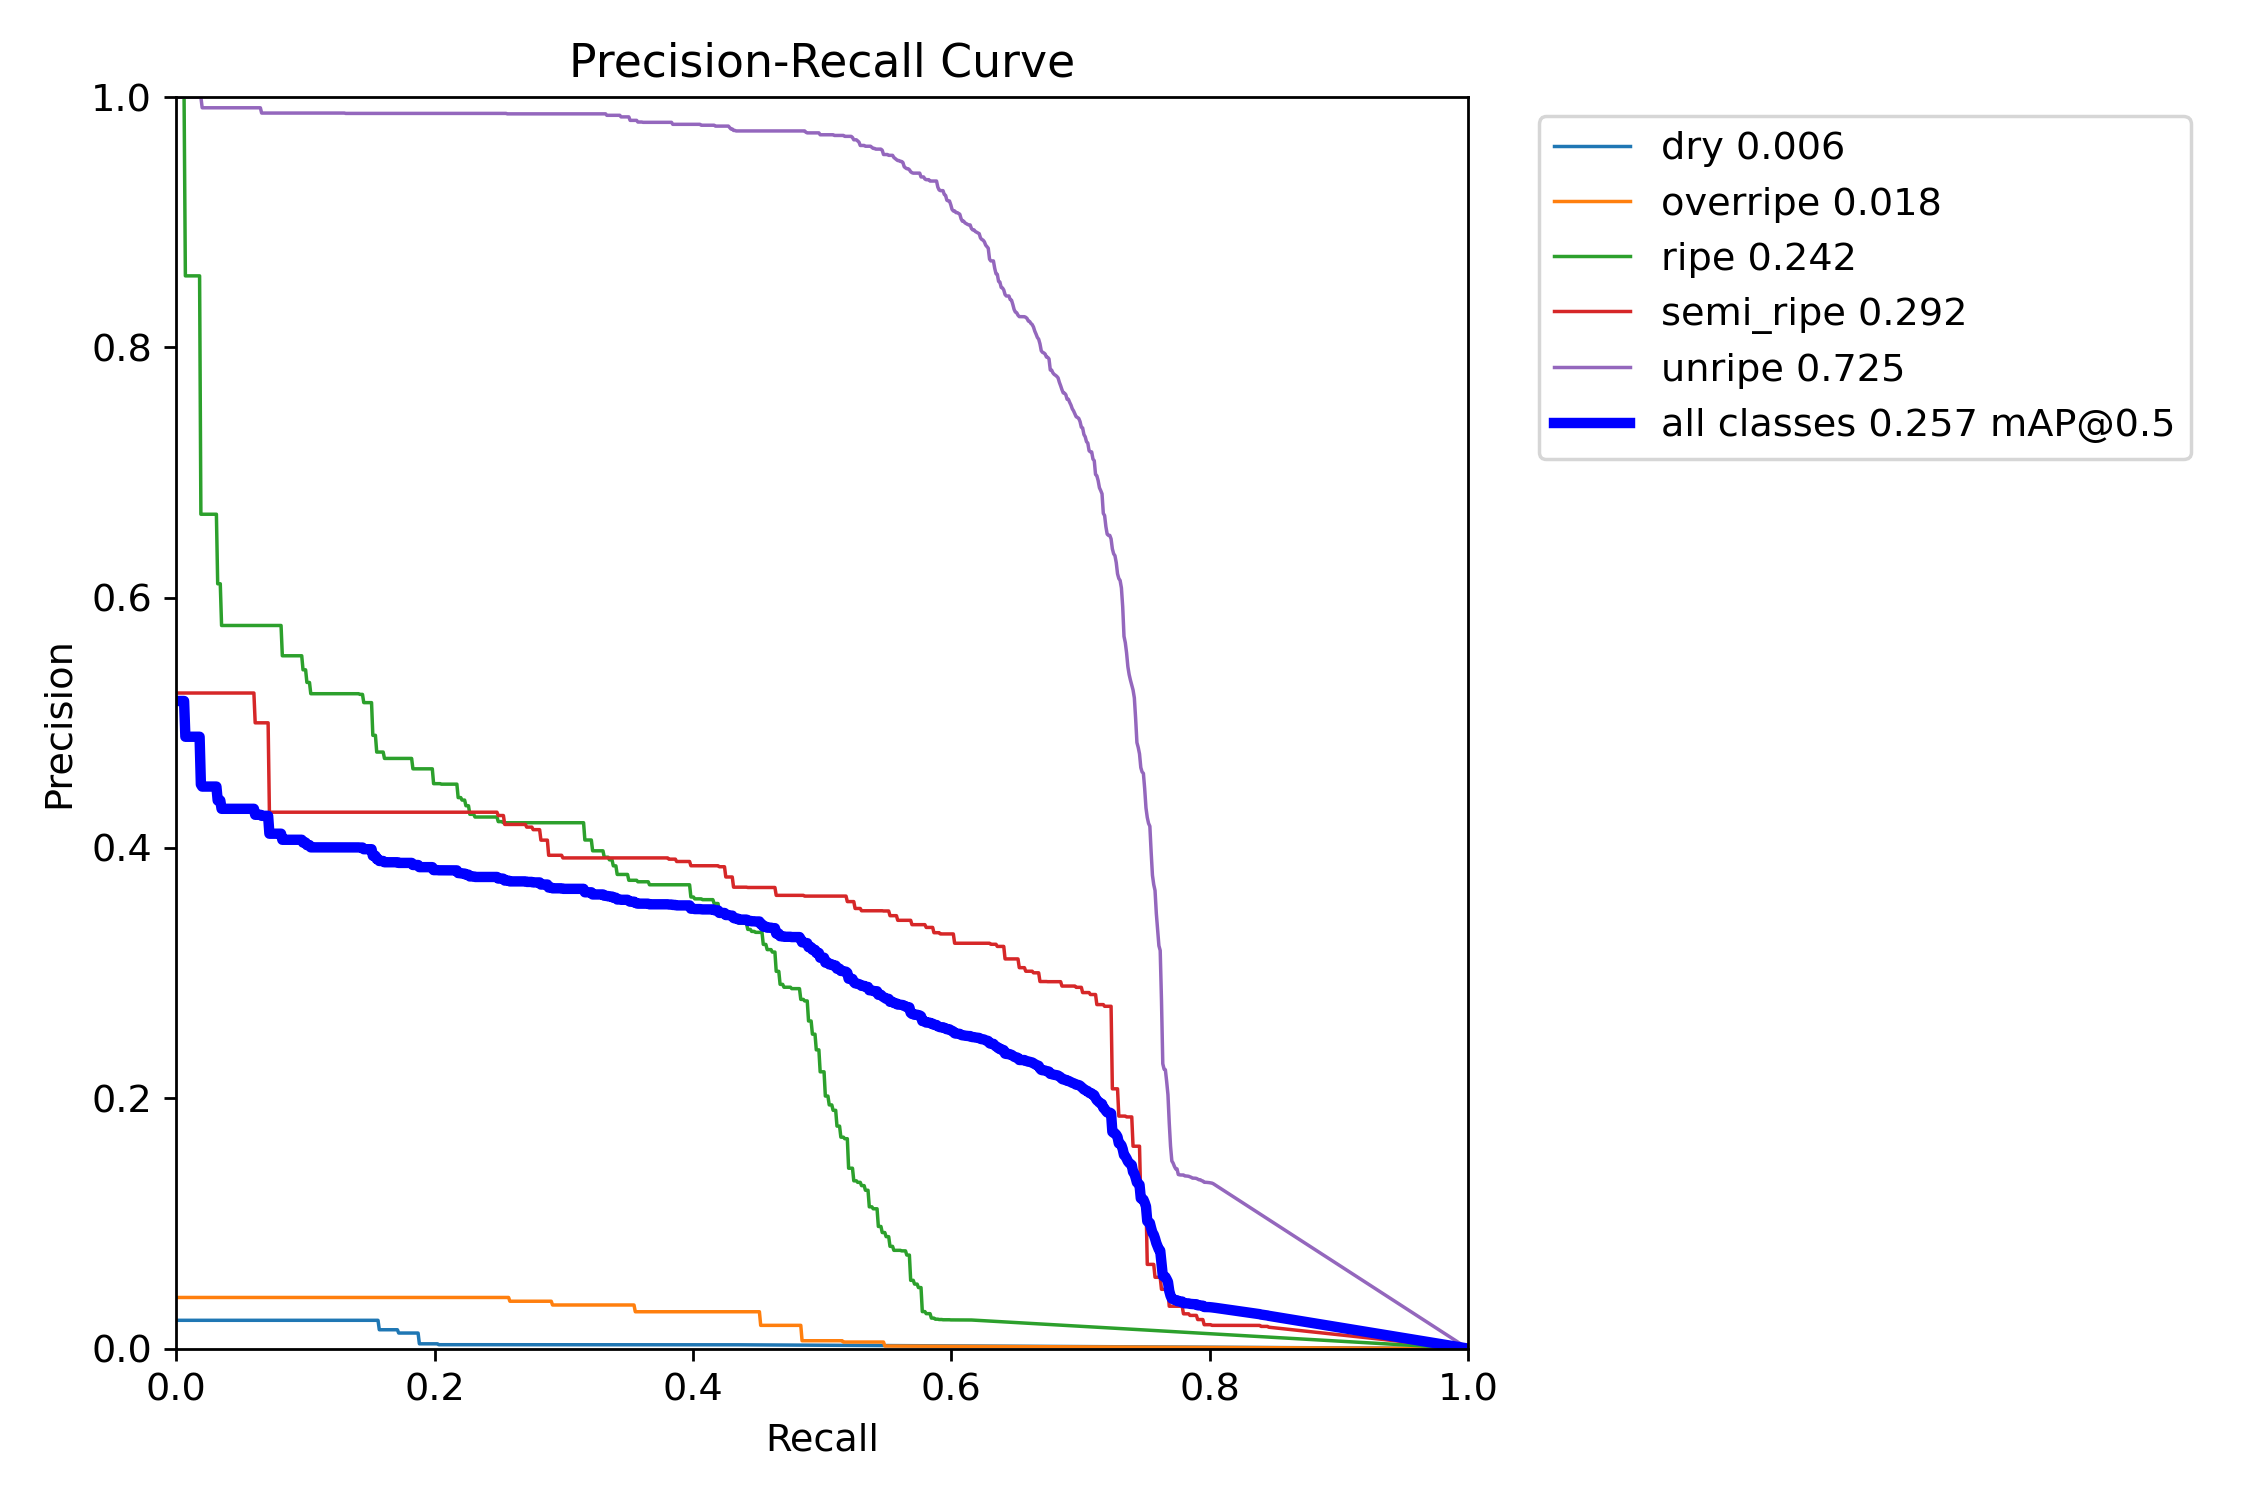 Precision-Recall Curve
1.0
0.8
0.6
0.4
0.2
0.0
Precision
0.0 0.2 0.4 0.6 0.8 1.0
Recall
dry 0.006
overripe 0.018
ripe 0.242
semi_ripe 0.292
unripe 0.725
all classes 0.257 mAP@0.5